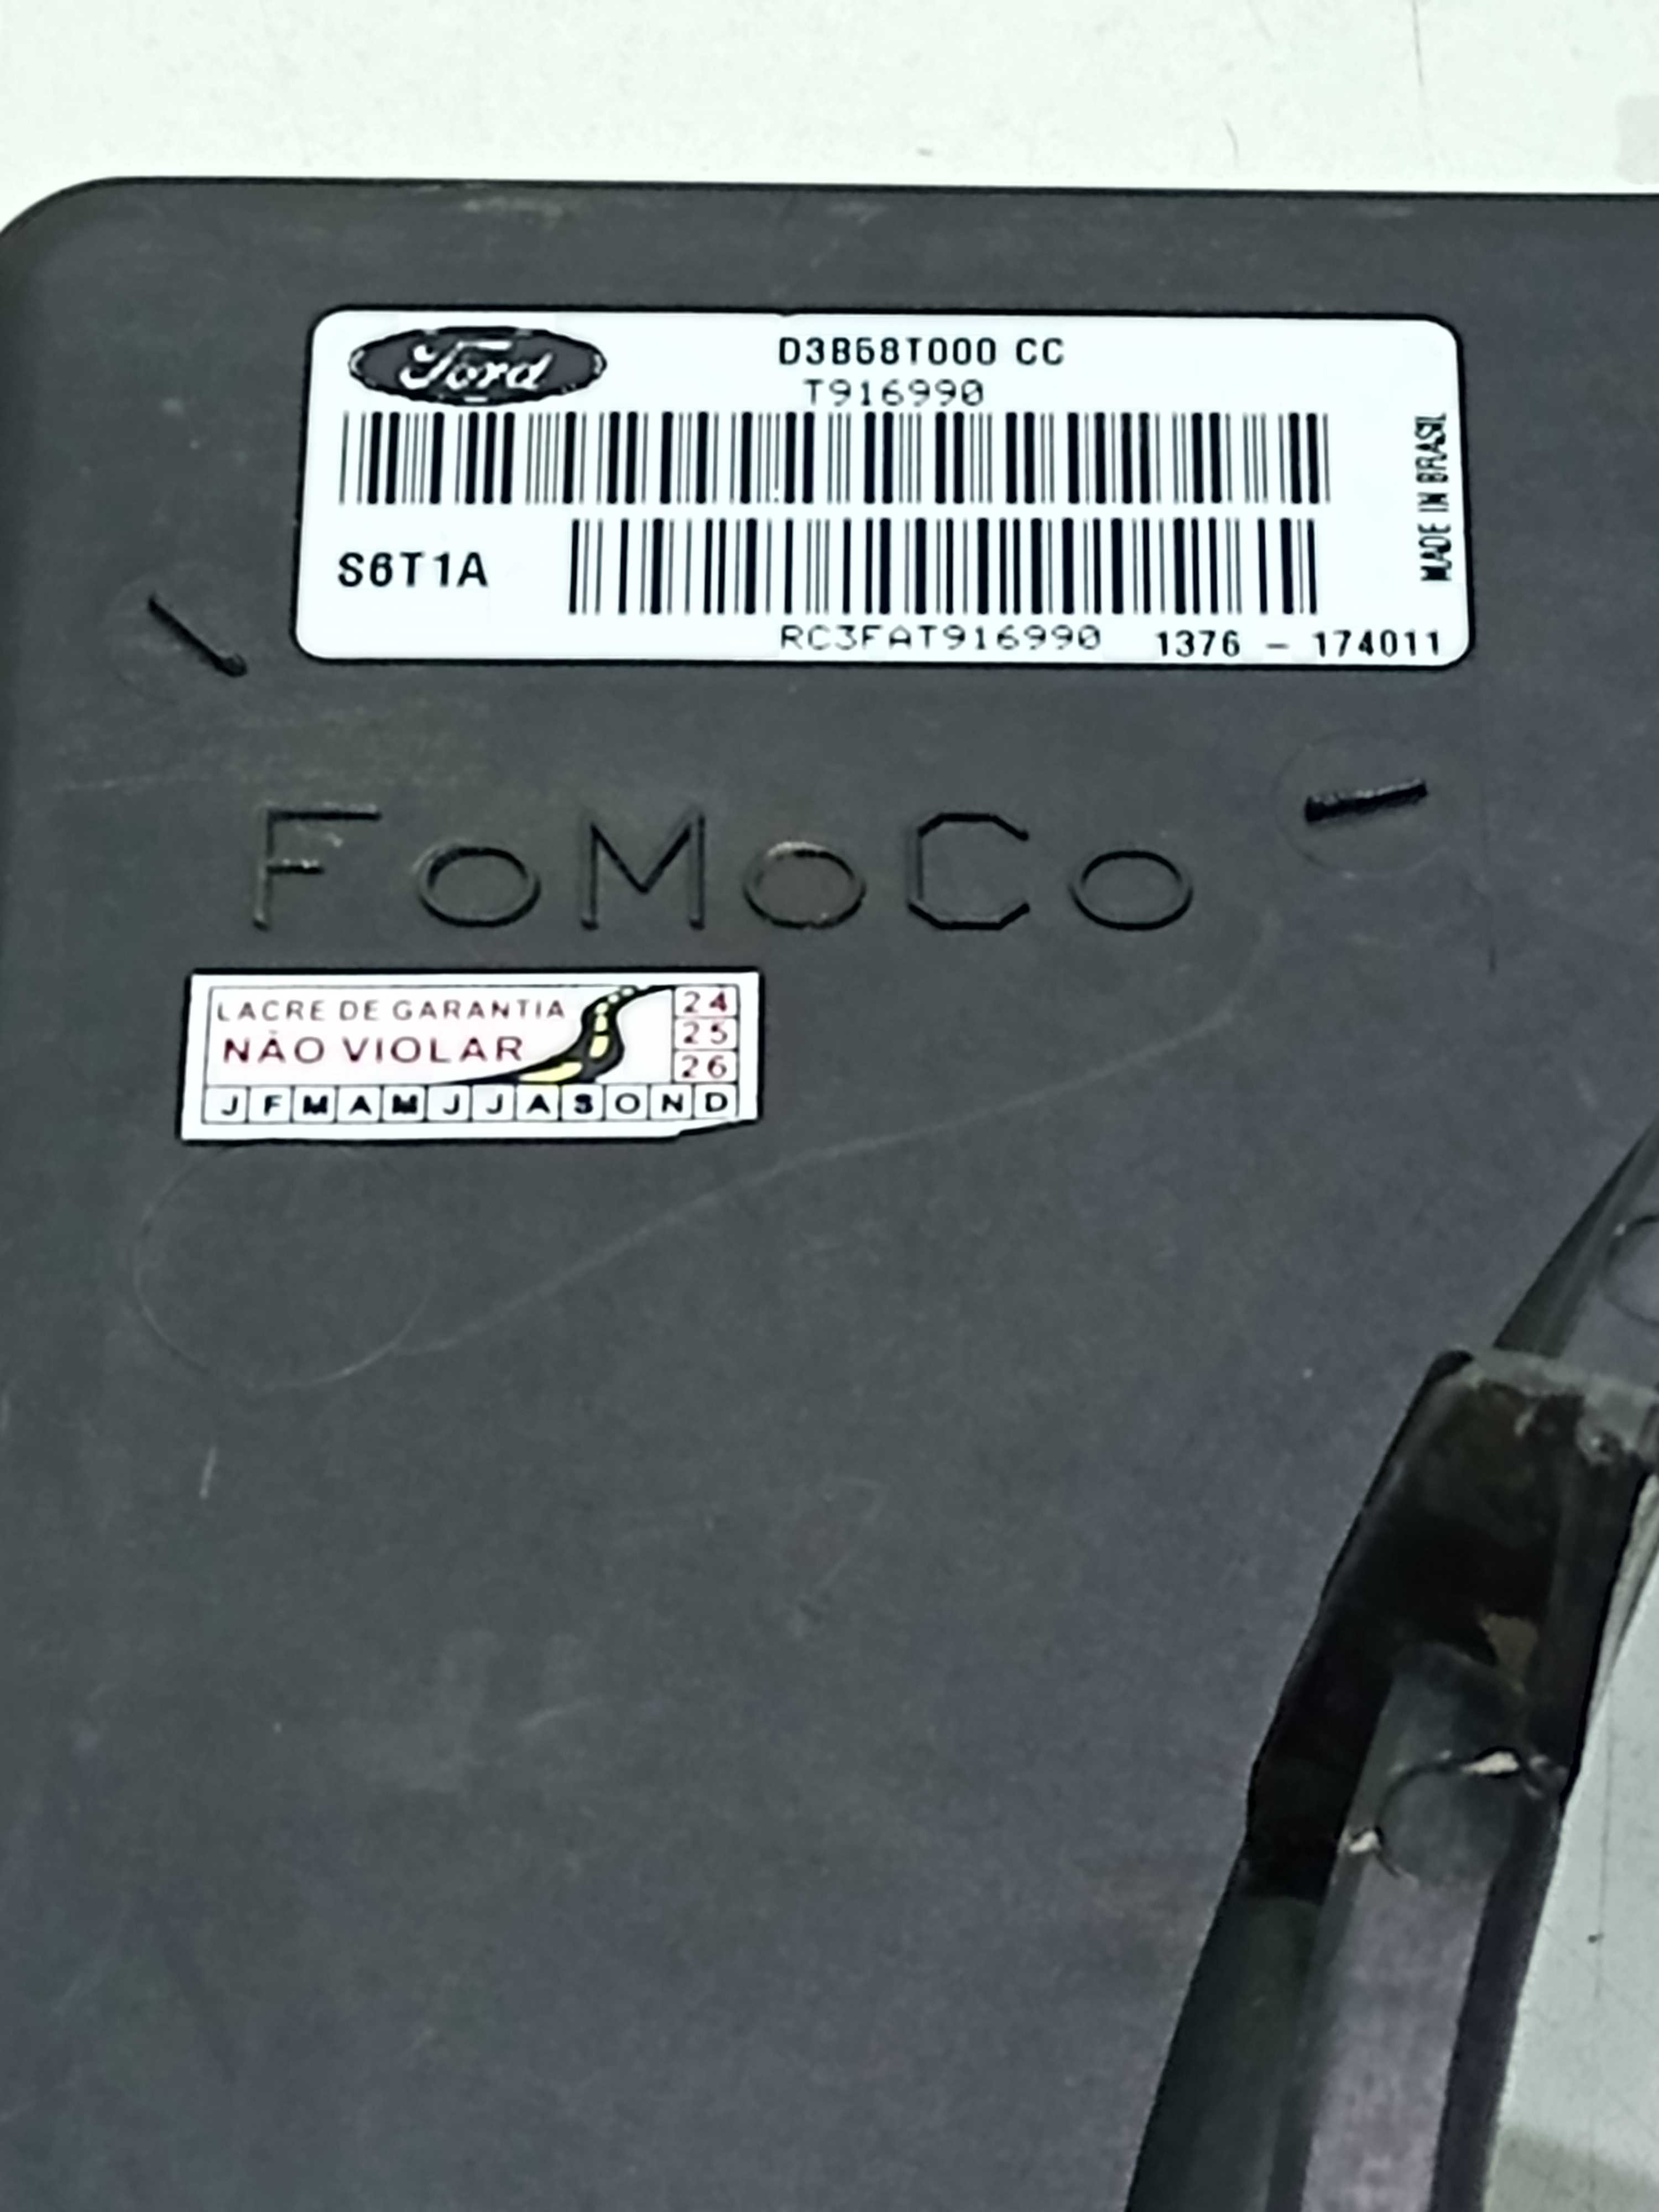 Ford
D3B68T000 CC
T916990
MADE IN BRASIL
S6T1A
RC3FAT916990 1376 - 174011
FoMoCo
LACRE DE GARANTIA
NÃO VIOLAR
24
25
26
J F M A M J J A S O N D